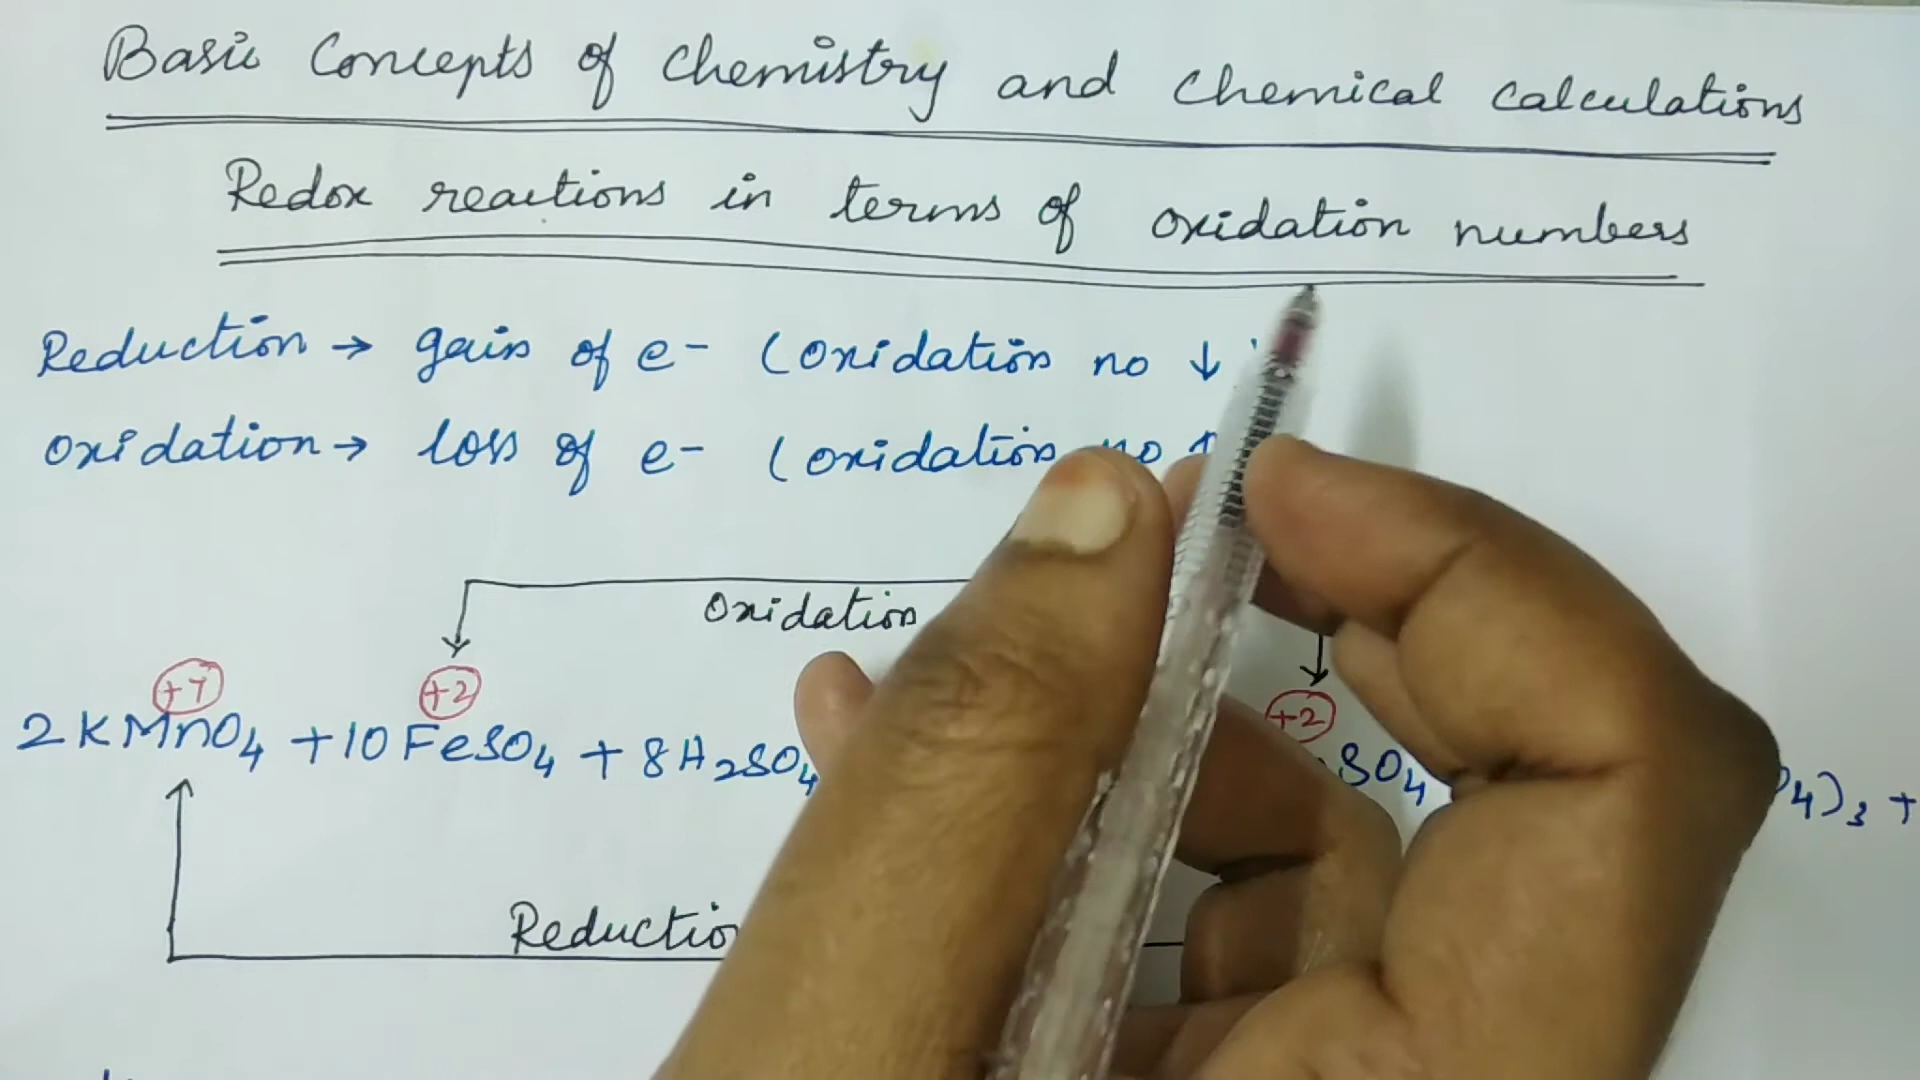 Basic Concepts of Chemistry and Chemical Calculations
Redox reactions in terms of oxidation numbers
Reduction → gain of e- (oxidation no ↓
oxidation → loss of e- (oxidation no ↑
Oxidation
+7 +2 +2
2KMnO4 + 10FeSO4 + 8H2SO4 SO4 4)3 +
Reductio